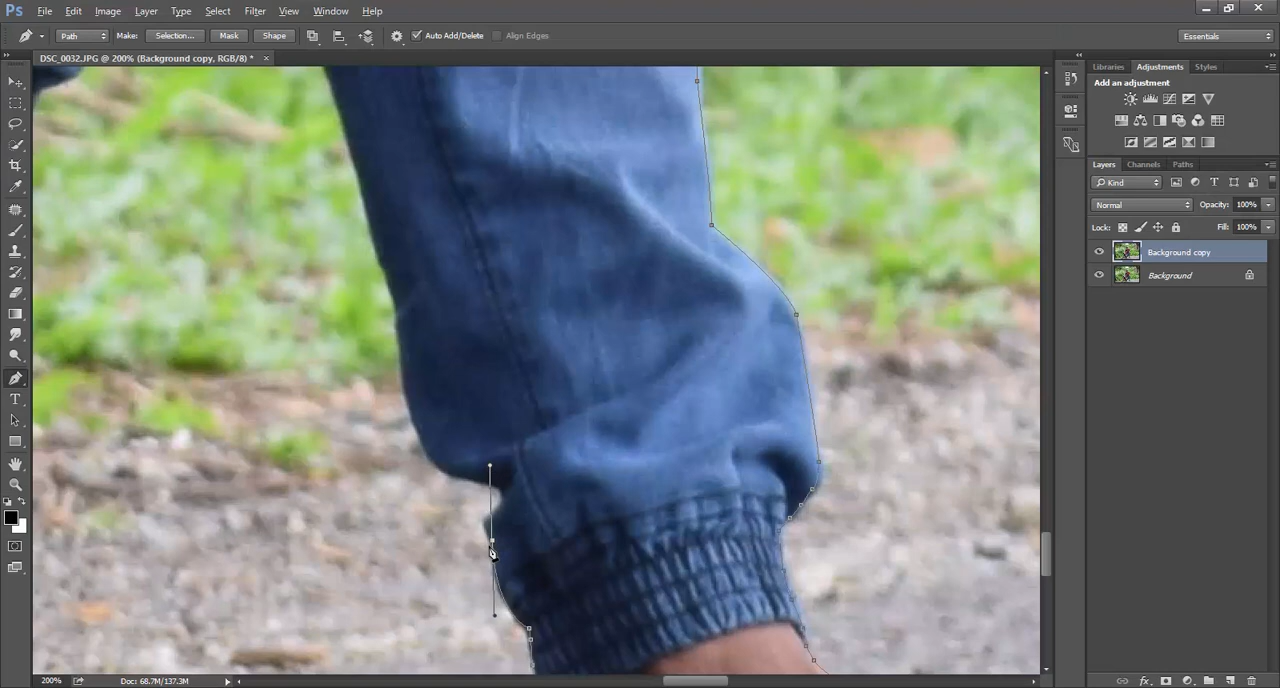 Ps File Edit Image Layer Type Select Filter View Window Help
Path Make: Selection... Mask Shape Auto Add/Delete Align Edges Essentials
DSC_0032.JPG @ 200% (Background copy, RGB/8) * ×
Libraries Adjustments Styles
Add an adjustment
Layers Channels Paths
Kind
Normal Opacity: 100%
Lock: Fill: 100%
Background copy
Background
200% Doc: 68.7M/137.3M